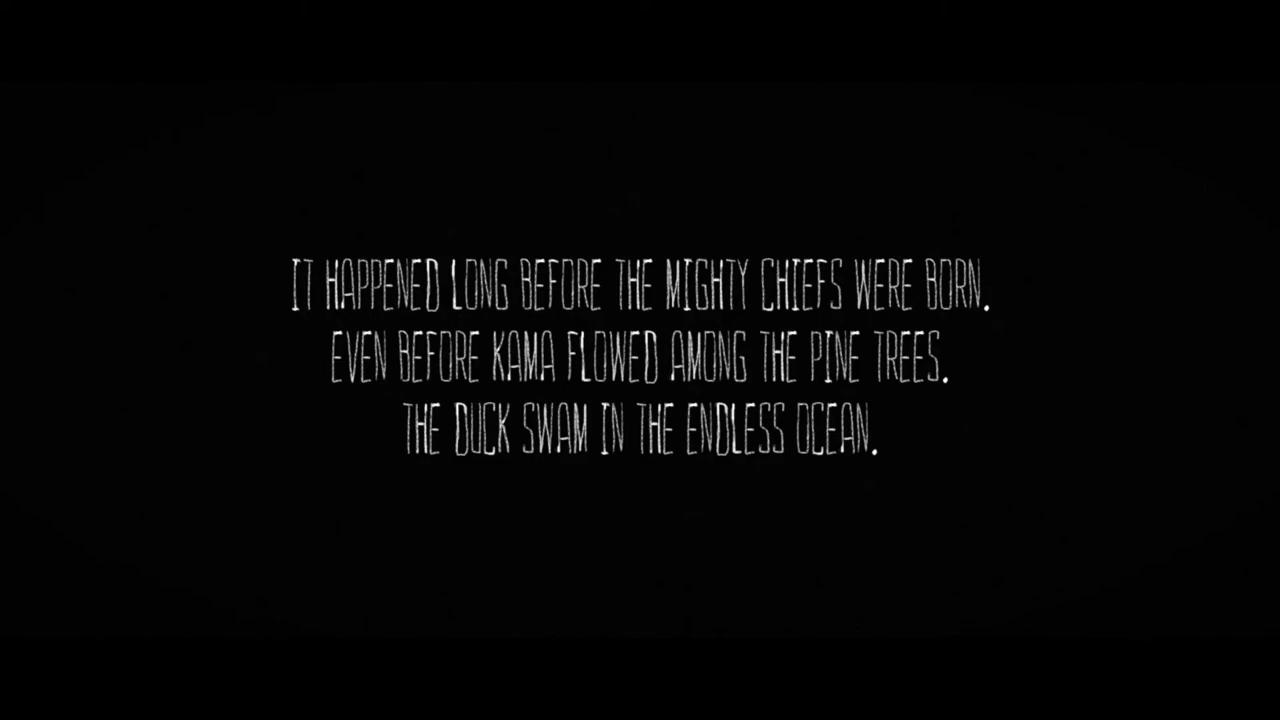 IT HAPPENED LONG BEFORE THE MIGHTY CHIEFS WERE BORN.
EVEN BEFORE KAMA FLOWED AMONG THE PINE TREES.
THE DUCK SWAM IN THE ENDLESS OCEAN.